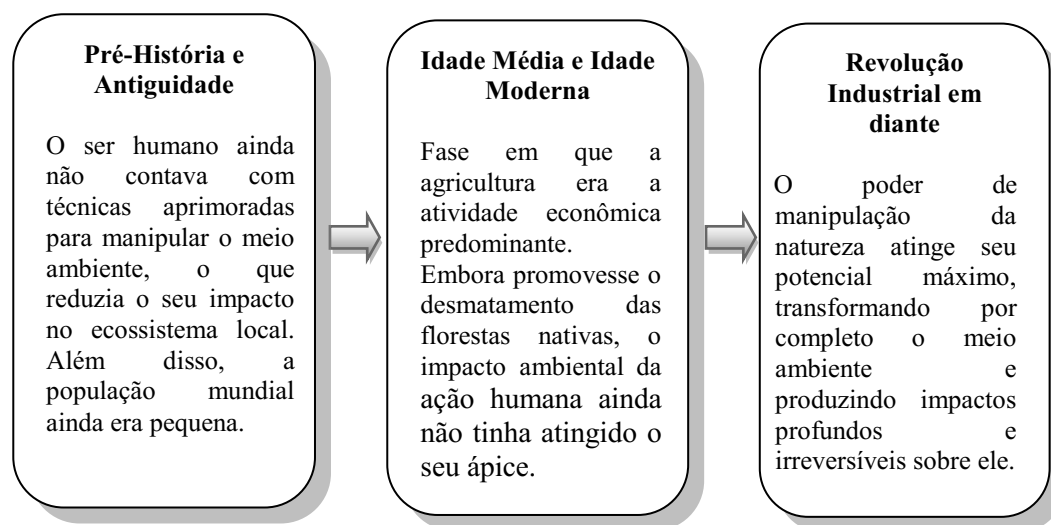 Pré-História e
Antiguidade
O ser humano ainda
não contava com
técnicas aprimoradas
para manipular o meio
ambiente, o que
reduzia o seu impacto
no ecossistema local.
Além disso, a
população mundial
ainda era pequena.
Idade Média e Idade
Moderna
Fase em que a
agricultura era a
atividade econômica
predominante.
Embora promovesse o
desmatamento das
florestas nativas, o
impacto ambiental da
ação humana ainda
não tinha atingido o
seu ápice.
Revolução
Industrial em
diante
O poder de
manipulação da
natureza atinge seu
potencial máximo,
transformando por
completo o meio
ambiente e
produzindo impactos
profundos e
irreversíveis sobre ele.